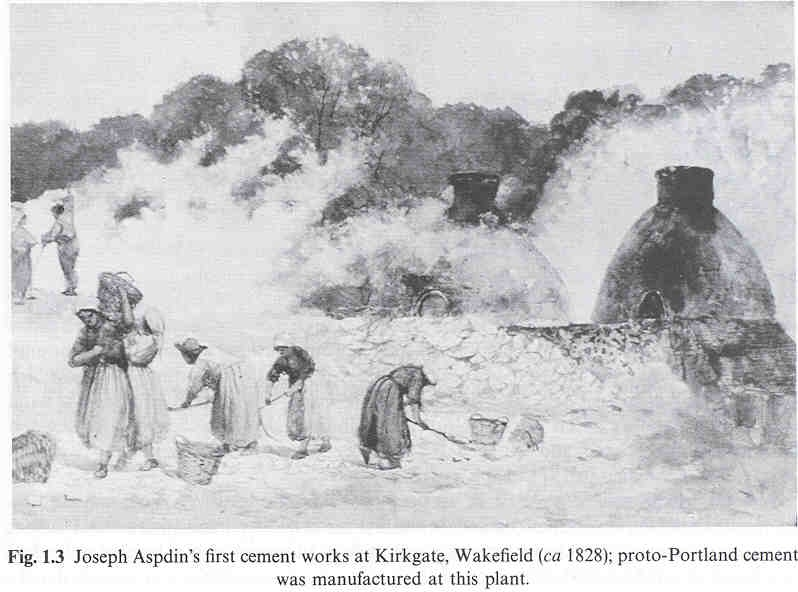 Fig. 1.3 Joseph Aspdin's first cement works at Kirkgate, Wakefield (ca 1828); proto-Portland cement
was manufactured at this plant.